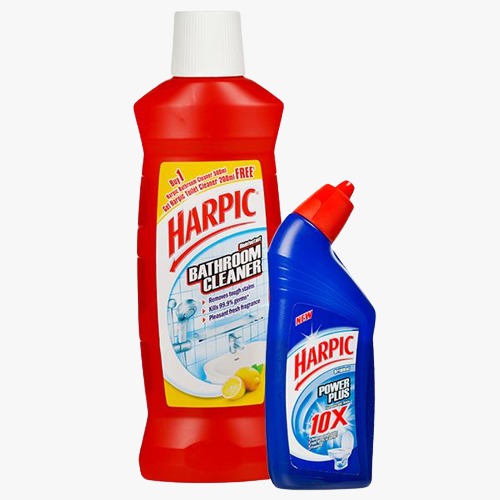 Buy 1
Harpic Bathroom Cleaner 500ml
Get Harpic Toilet Cleaner 200ml FREE*
HARPIC
Disinfectant
BATHROOM
CLEANER
Removes tough stains
Kills 99.9% germs*
Pleasant fresh fragrance
NEW
HARPIC
POWER
PLUS
10X